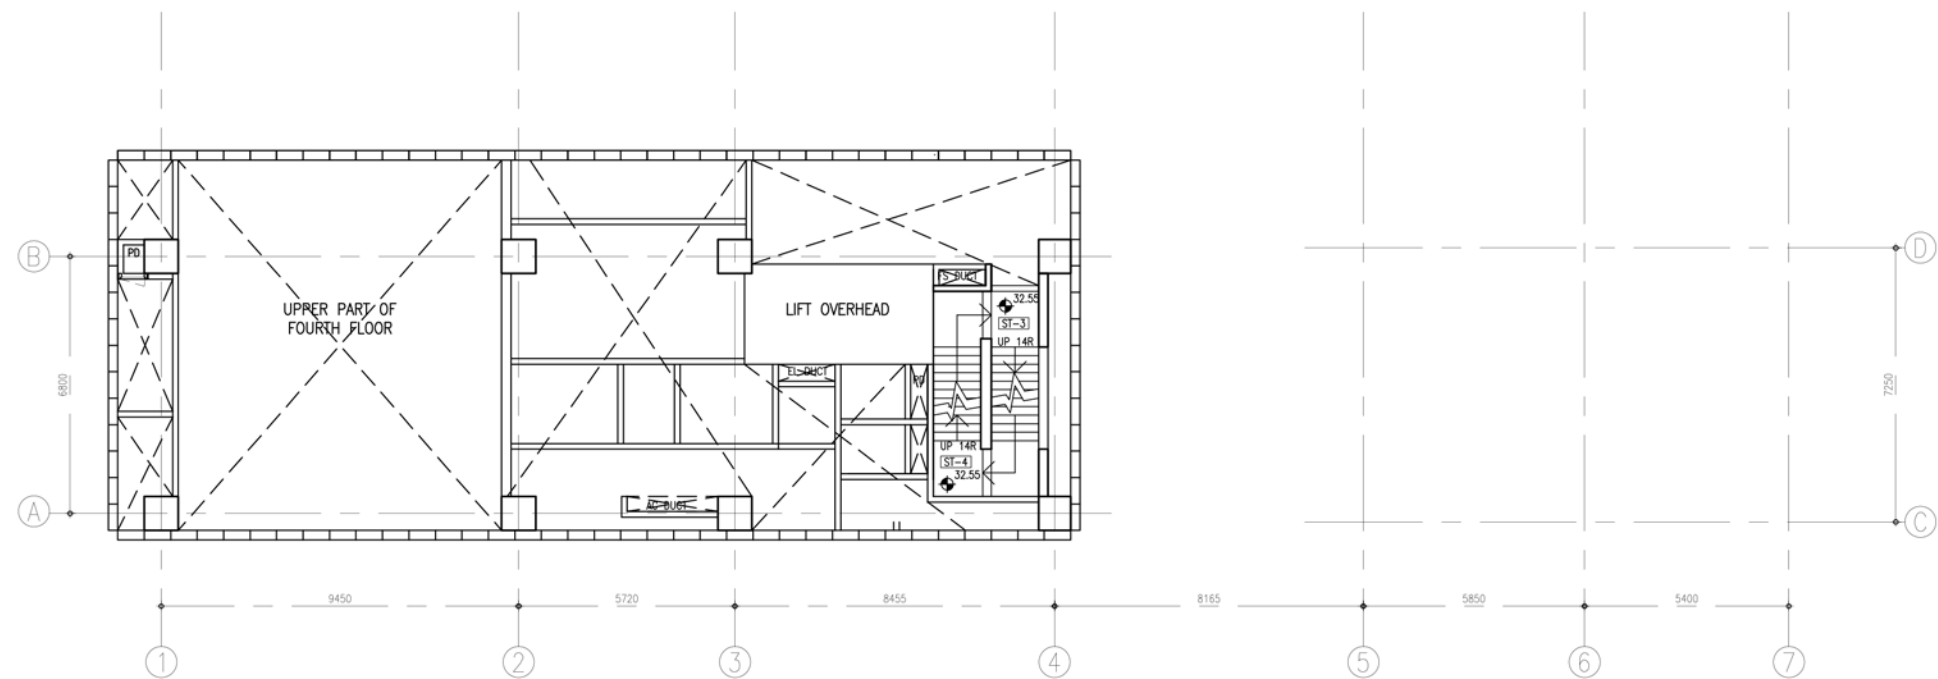 B
D
PD
FS DUCT
UPPER PART OF
FOURTH FLOOR
LIFT OVERHEAD
32.55
ST-3
UP 14R
EL DUCT
PD
6800
7250
UP 14R
ST-4
32.55
AC DUCT
A
C
9450
5720
8455
8165
5850
5400
1
2
3
4
5
6
7